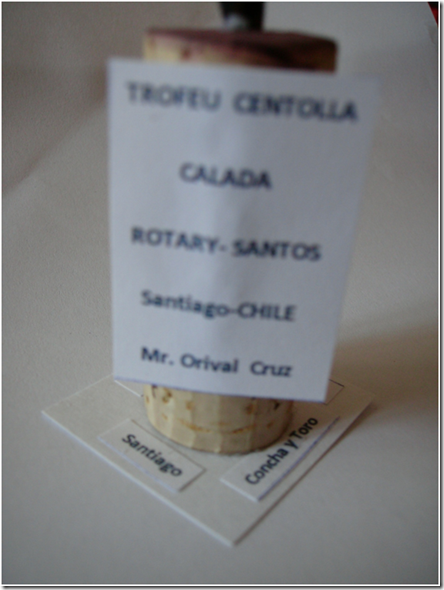 TROFEU CENTOLLA
CALADA
ROTARY- SANTOS
Santiago-CHILE
Mr. Orival Cruz
Santiago
Concha y Toro